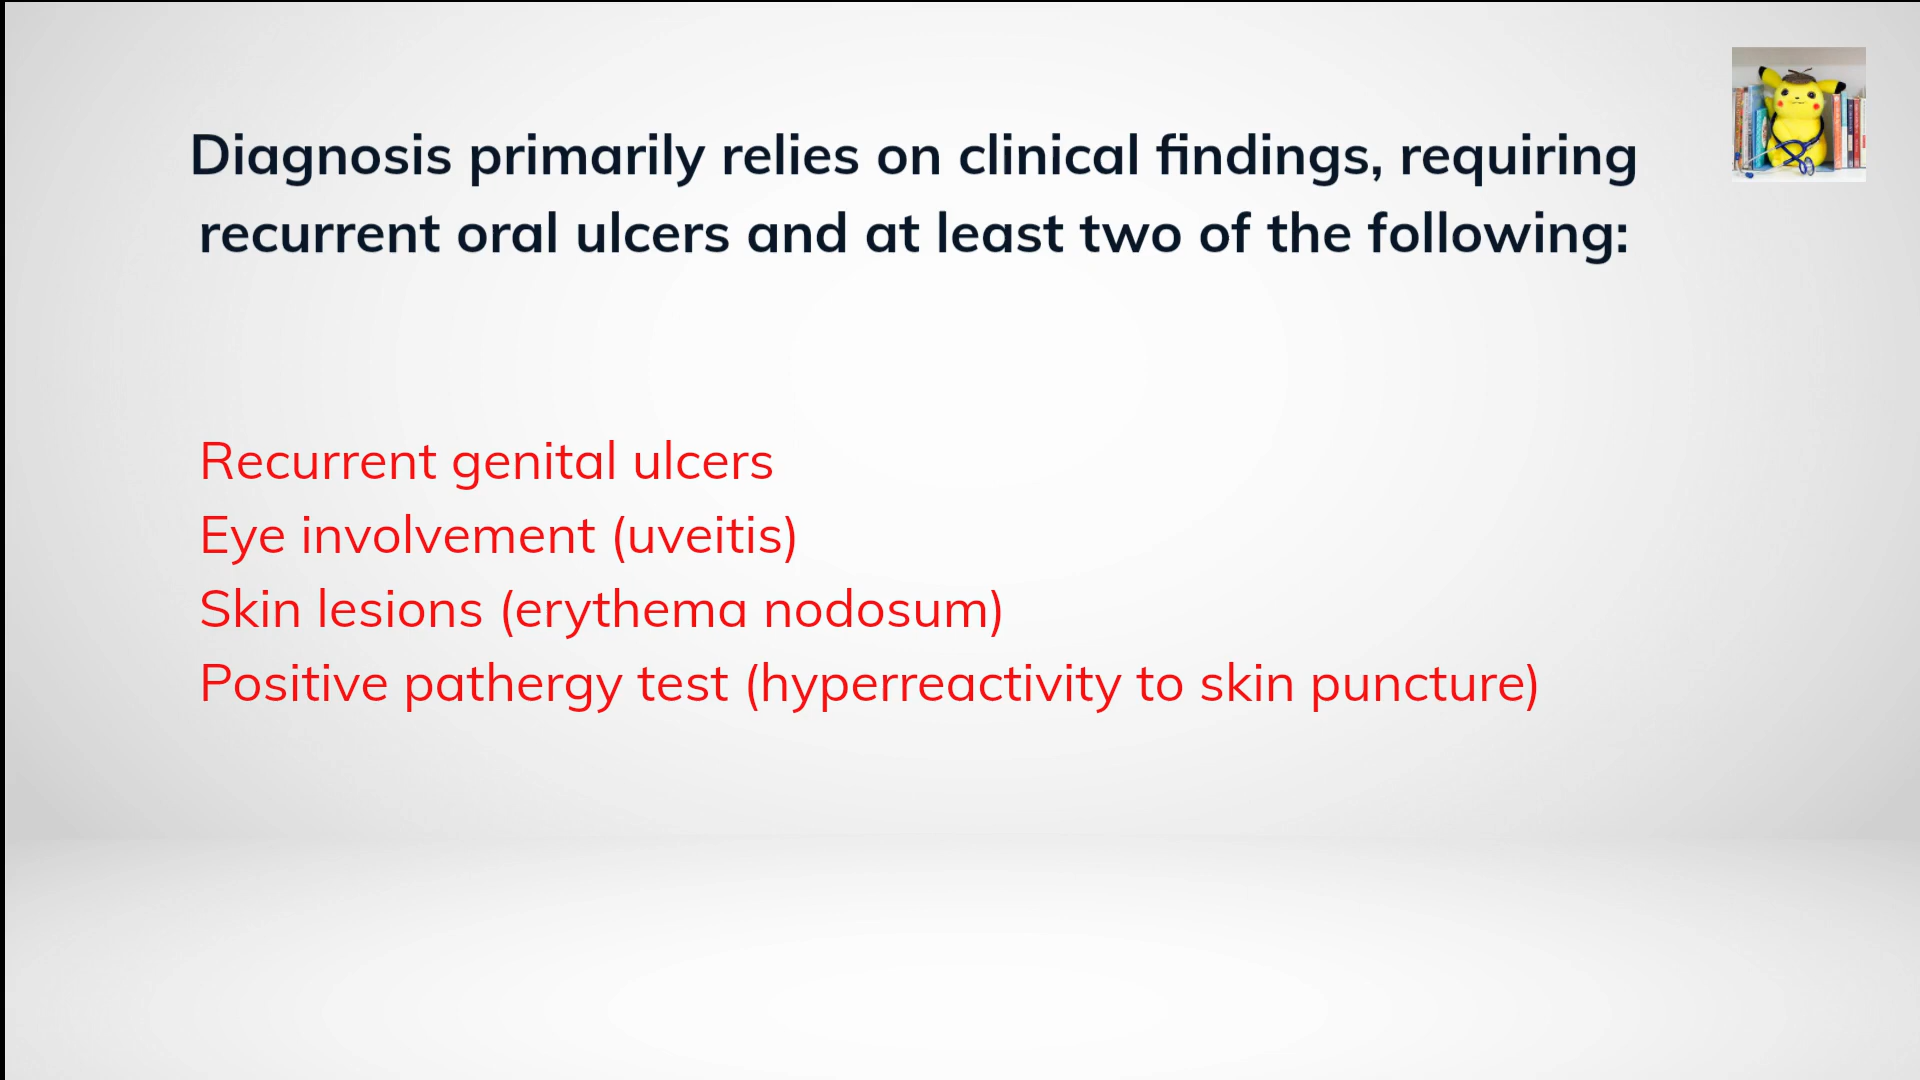 Diagnosis primarily relies on clinical findings, requiring
recurrent oral ulcers and at least two of the following:
Recurrent genital ulcers
Eye involvement (uveitis)
Skin lesions (erythema nodosum)
Positive pathergy test (hyperreactivity to skin puncture)